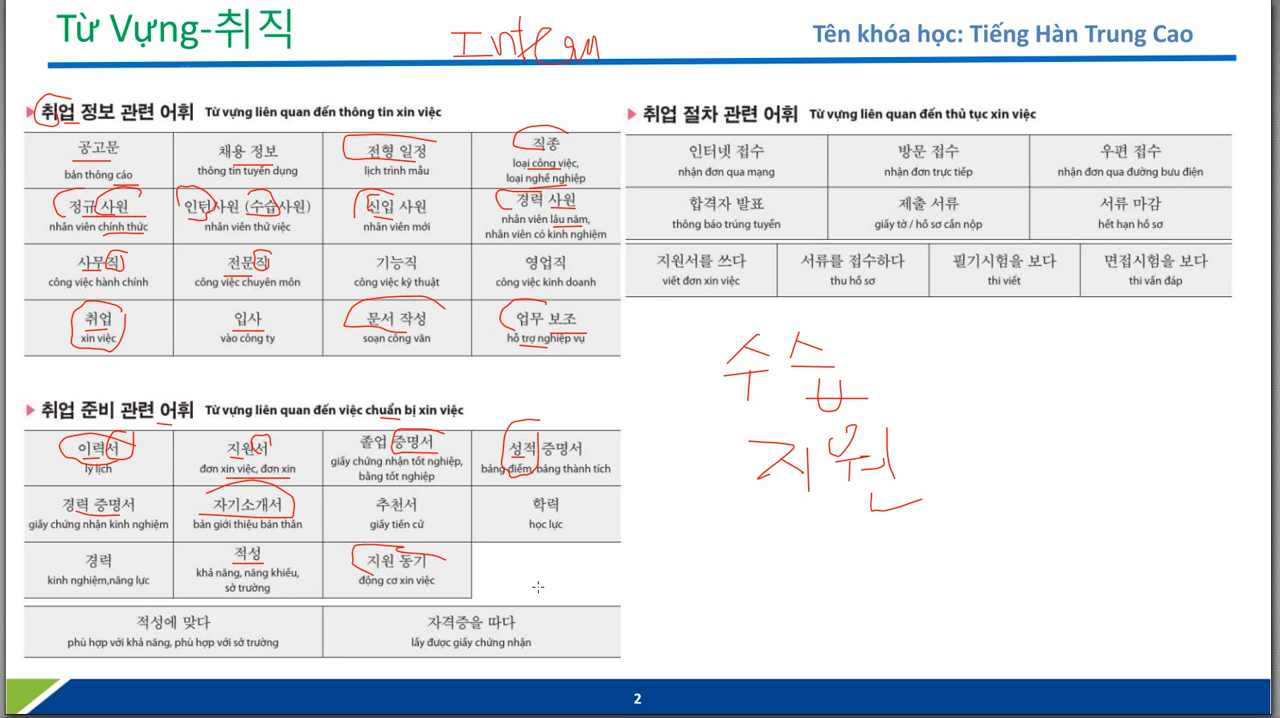 Từ Vựng-취직
Intern
Tên khóa học: Tiếng Hàn Trung Cao
취업 정보 관련 어휘 Từ vựng liên quan đến thông tin xin việc
공고문 채용 정보 전형 일정 직종
bản thông cáo thông tin tuyển dụng lịch trình mẫu loại công việc,
loại nghề nghiệp
정규 사원 인턴사원 (수습사원) 신입 사원 경력 사원
nhân viên chính thức nhân viên thử việc nhân viên mới nhân viên lâu năm,
nhân viên có kinh nghiệm
사무직 전문직 기능직 영업직
công việc hành chính công việc chuyên môn công việc kỹ thuật công việc kinh doanh
취업 입사 문서 작성 업무 보조
xin việc vào công ty soạn công văn hỗ trợ nghiệp vụ
취업 준비 관련 어휘 Từ vựng liên quan đến việc chuẩn bị xin việc
이력서 지원서 졸업 증명서 성적 증명서
lý lịch đơn xin việc, đơn xin giấy chứng nhận tốt nghiệp, bảng điểm, bảng thành tích
bằng tốt nghiệp
경력 증명서 자기소개서 추천서 학력
giấy chứng nhận kinh nghiệm bản giới thiệu bản thân giấy tiến cử học lực
경력 적성 지원 동기
kinh nghiệm,năng lực khả năng, năng khiếu, động cơ xin việc
sở trường
적성에 맞다 자격증을 따다
phù hợp với khả năng, phù hợp với sở trường lấy được giấy chứng nhận
취업 절차 관련 어휘 Từ vựng liên quan đến thủ tục xin việc
인터넷 접수 방문 접수 우편 접수
nhận đơn qua mạng nhận đơn trực tiếp nhận đơn qua đường bưu điện
합격자 발표 제출 서류 서류 마감
thông báo trúng tuyển giấy tờ / hồ sơ cần nộp hết hạn hồ sơ
지원서를 쓰다 서류를 접수하다 필기시험을 보다 면접시험을 보다
viết đơn xin việc thu hồ sơ thi viết thi vấn đáp
수습
지원
2